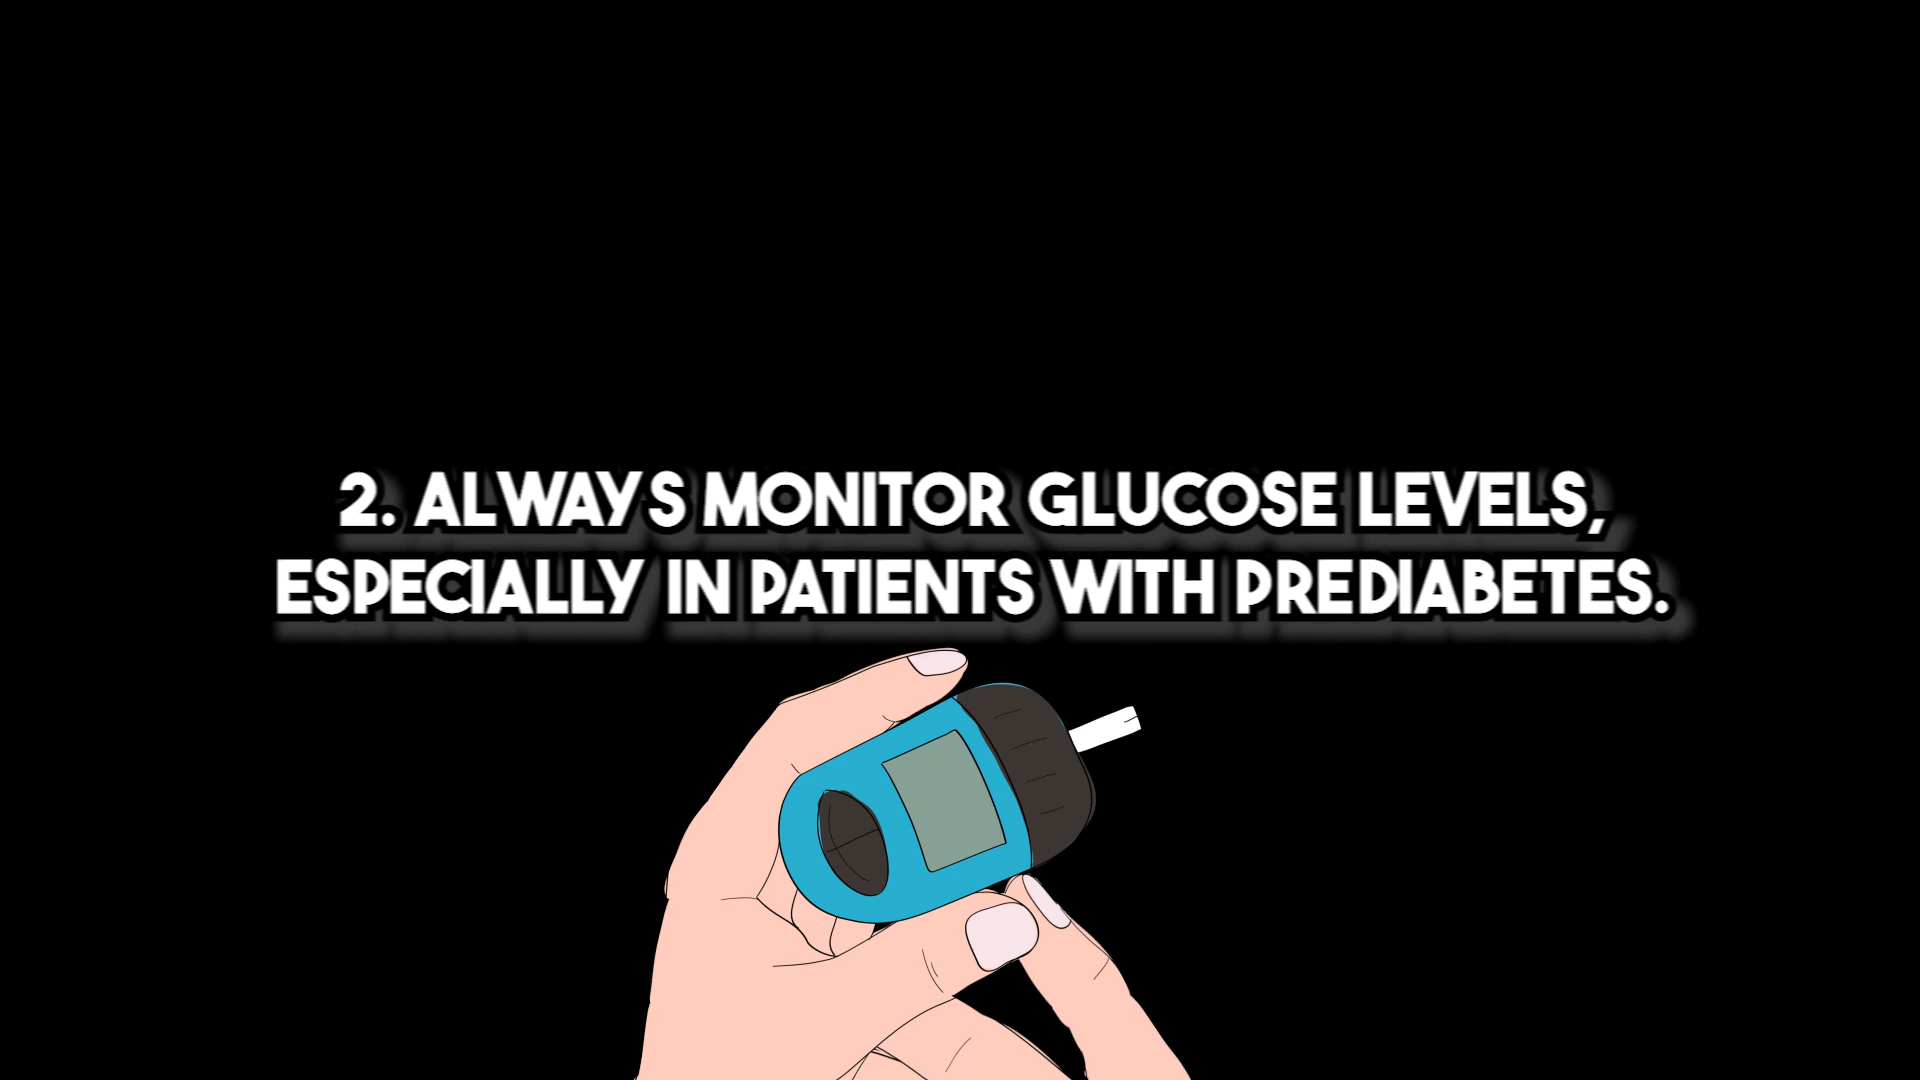 2. ALWAYS MONITOR GLUCOSE LEVELS,
ESPECIALLY IN PATIENTS WITH PREDIABETES.